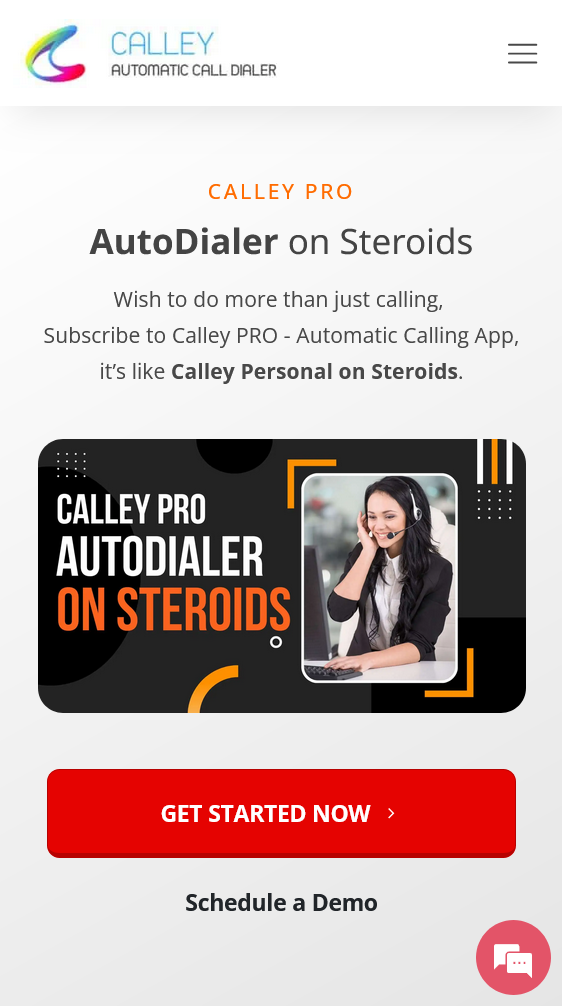 CALLEY
AUTOMATIC CALL DIALER
CALLEY PRO
AutoDialer on Steroids
Wish to do more than just calling,
Subscribe to Calley PRO - Automatic Calling App,
it’s like Calley Personal on Steroids.
CALLEY PRO
AUTODIALER
ON STEROIDS
GET STARTED NOW
Schedule a Demo